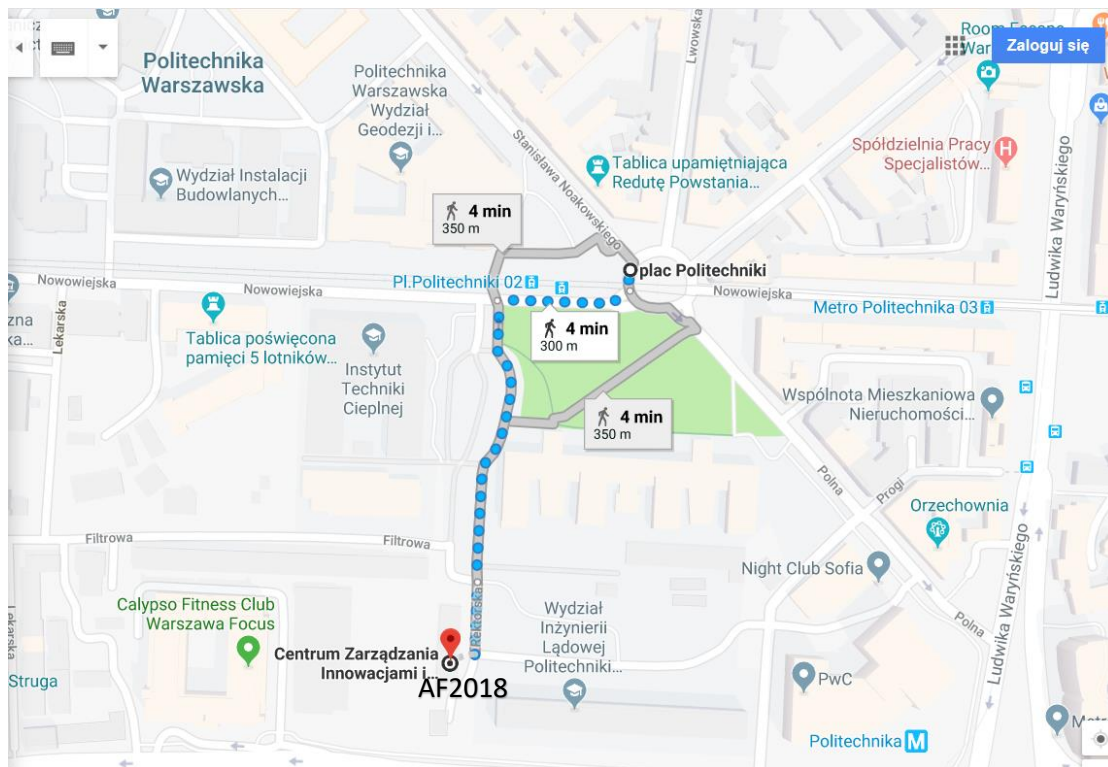 Zaloguj się
Politechnika
Warszawska
Politechnika
Warszawska
Wydział
Geodezji i...
Lwowska
Wydział Instalacji
Budowlanych...
Stanisława Noakowskiego
Tablica upamiętniająca
Redutę Powstania...
Spółdzielnia Pracy
Specjalistów...
Ludwika Waryńskiego
4 min
350 m
plac Politechniki
Pl.Politechniki 02
Nowowiejska
Nowowiejska
Nowowiejska
Metro Politechnika 03
Lekarska
Tablica poświęcona
pamięci 5 lotników...
Instytut
Techniki
Cieplnej
4 min
300 m
4 min
350 m
Wspólnota Mieszkaniowa
Nieruchomości...
Polna
Progi
Orzechownia
Filtrowa
Filtrowa
Night Club Sofia
Ludwika Waryńskiego
Calypso Fitness Club
Warszawa Focus
Rektorska
Wydział
Inżynierii
Lądowej
Politechniki...
Polna
Lekarska
Struga
Centrum Zarządzania
Innowacjami i...
AF2018
PwC
Politechnika M